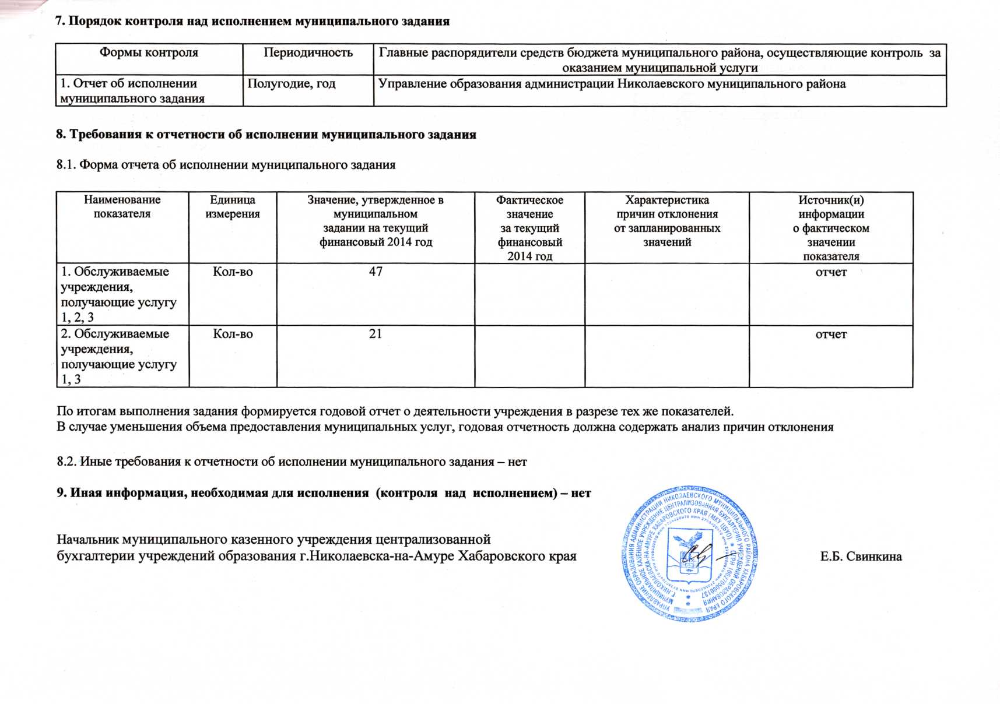 7. Порядок контроля над исполнением муниципального задания
Формы контроля
Периодичность
Главные распорядители средств бюджета муниципального района, осуществляющие контроль за
оказанием муниципальной услуги
1. Отчет об исполнении
муниципального задания
Полугодие, год
Управление образования администрации Николаевского муниципального района
8. Требования к отчетности об исполнении муниципального задания
8.1. Форма отчета об исполнении муниципального задания
Наименование
показателя
Единица
измерения
Значение, утвержденное в
муниципальном
задании на текущий
финансовый 2014 год
Фактическое
значение
за текущий
финансовый
2014 год
Характеристика
причин отклонения
от запланированных
значений
Источник(и)
информации
о фактическом
значении
показателя
1. Обслуживаемые
учреждения,
получающие услугу
1, 2, 3
Кол-во
47
отчет
2. Обслуживаемые
учреждения,
получающие услугу
1, 3
Кол-во
21
отчет
По итогам выполнения задания формируется годовой отчет о деятельности учреждения в разрезе тех же показателей.
В случае уменьшения объема предоставления муниципальных услуг, годовая отчетность должна содержать анализ причин отклонения
8.2. Иные требования к отчетности об исполнении муниципального задания – нет
9. Иная информация, необходимая для исполнения (контроля над исполнением) – нет
Начальник муниципального казенного учреждения централизованной
бухгалтерии учреждений образования г.Николаевска-на-Амуре Хабаровского края
Е.Б. Свинкина
УПРАВЛЕНИЕ ОБРАЗОВАНИЯ АДМИНИСТРАЦИИ НИКОЛАЕВСКОГО МУНИЦИПАЛЬНОГО РАЙОНА ХАБАРОВСКОГО КРАЯ
МУНИЦИПАЛЬНОЕ КАЗЕННОЕ УЧРЕЖДЕНИЕ ЦЕНТРАЛИЗОВАННАЯ БУХГАЛТЕРИЯ УЧРЕЖДЕНИЙ ОБРАЗОВАНИЯ
Г.НИКОЛАЕВСКА-НА-АМУРЕ ХАБАРОВСКОГО КРАЯ (МКУ ЦБУО) * ОГРН